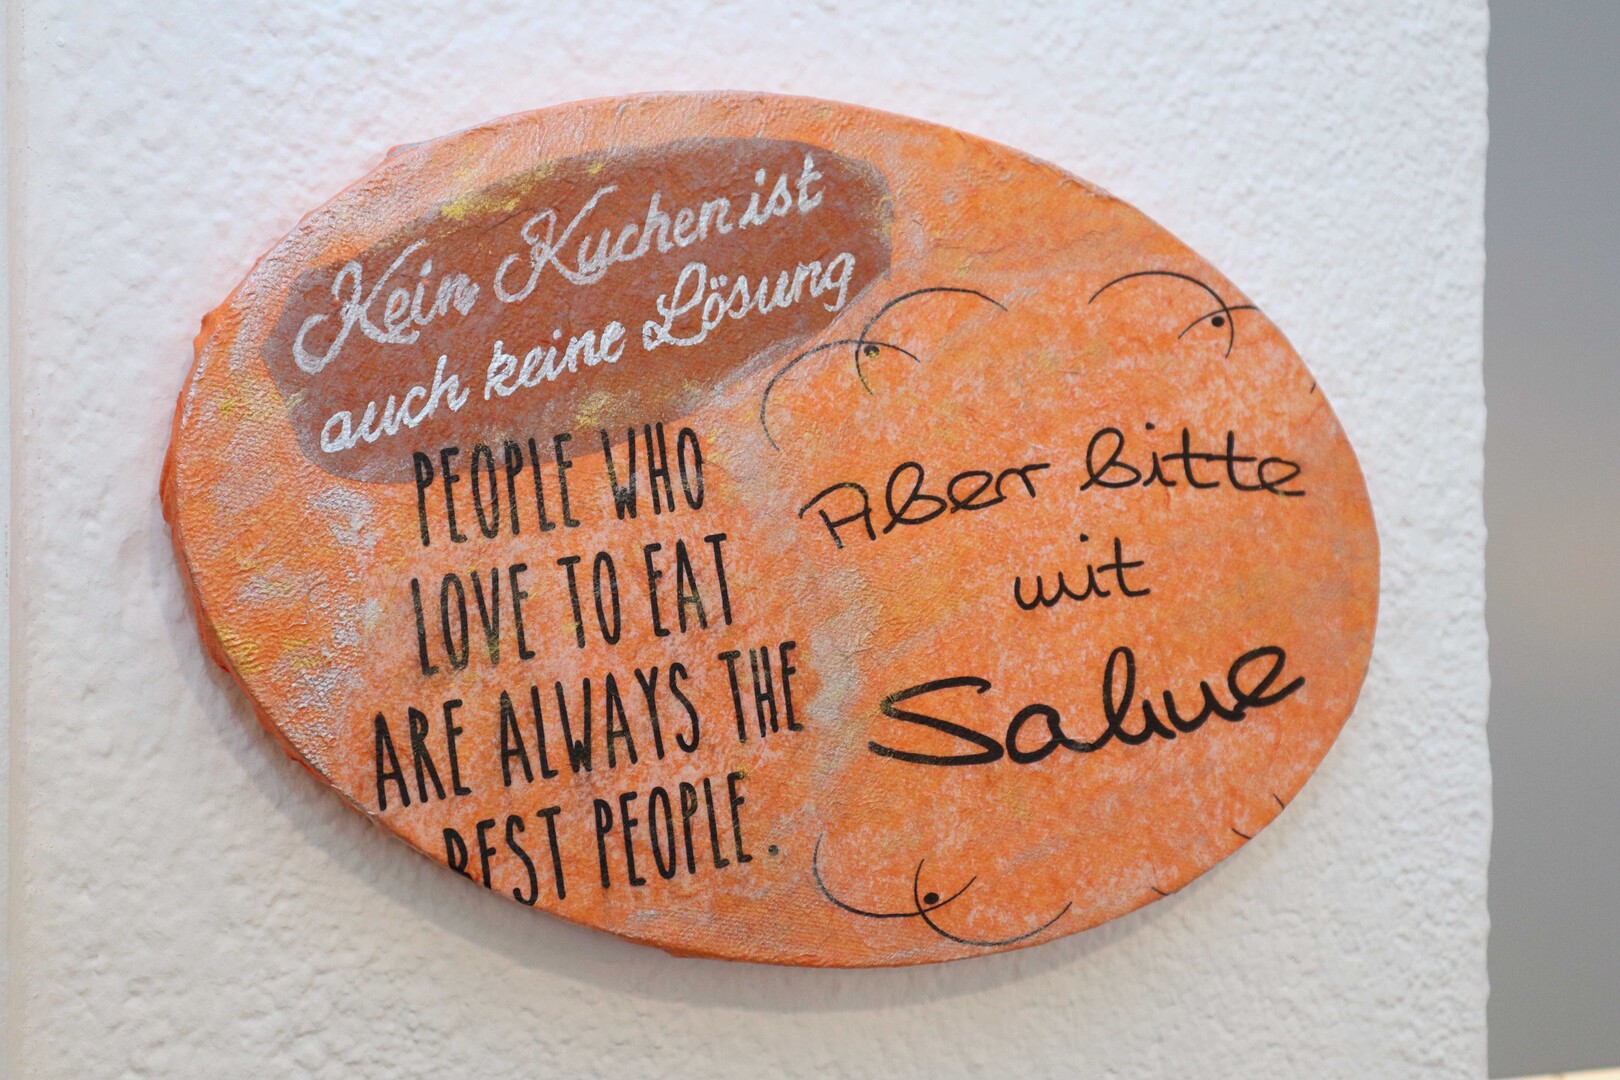 Kein Kuchen ist
auch keine Lösung
PEOPLE WHO
LOVE TO EAT
ARE ALWAYS THE
BEST PEOPLE.
Aber bitte
mit
Sahne